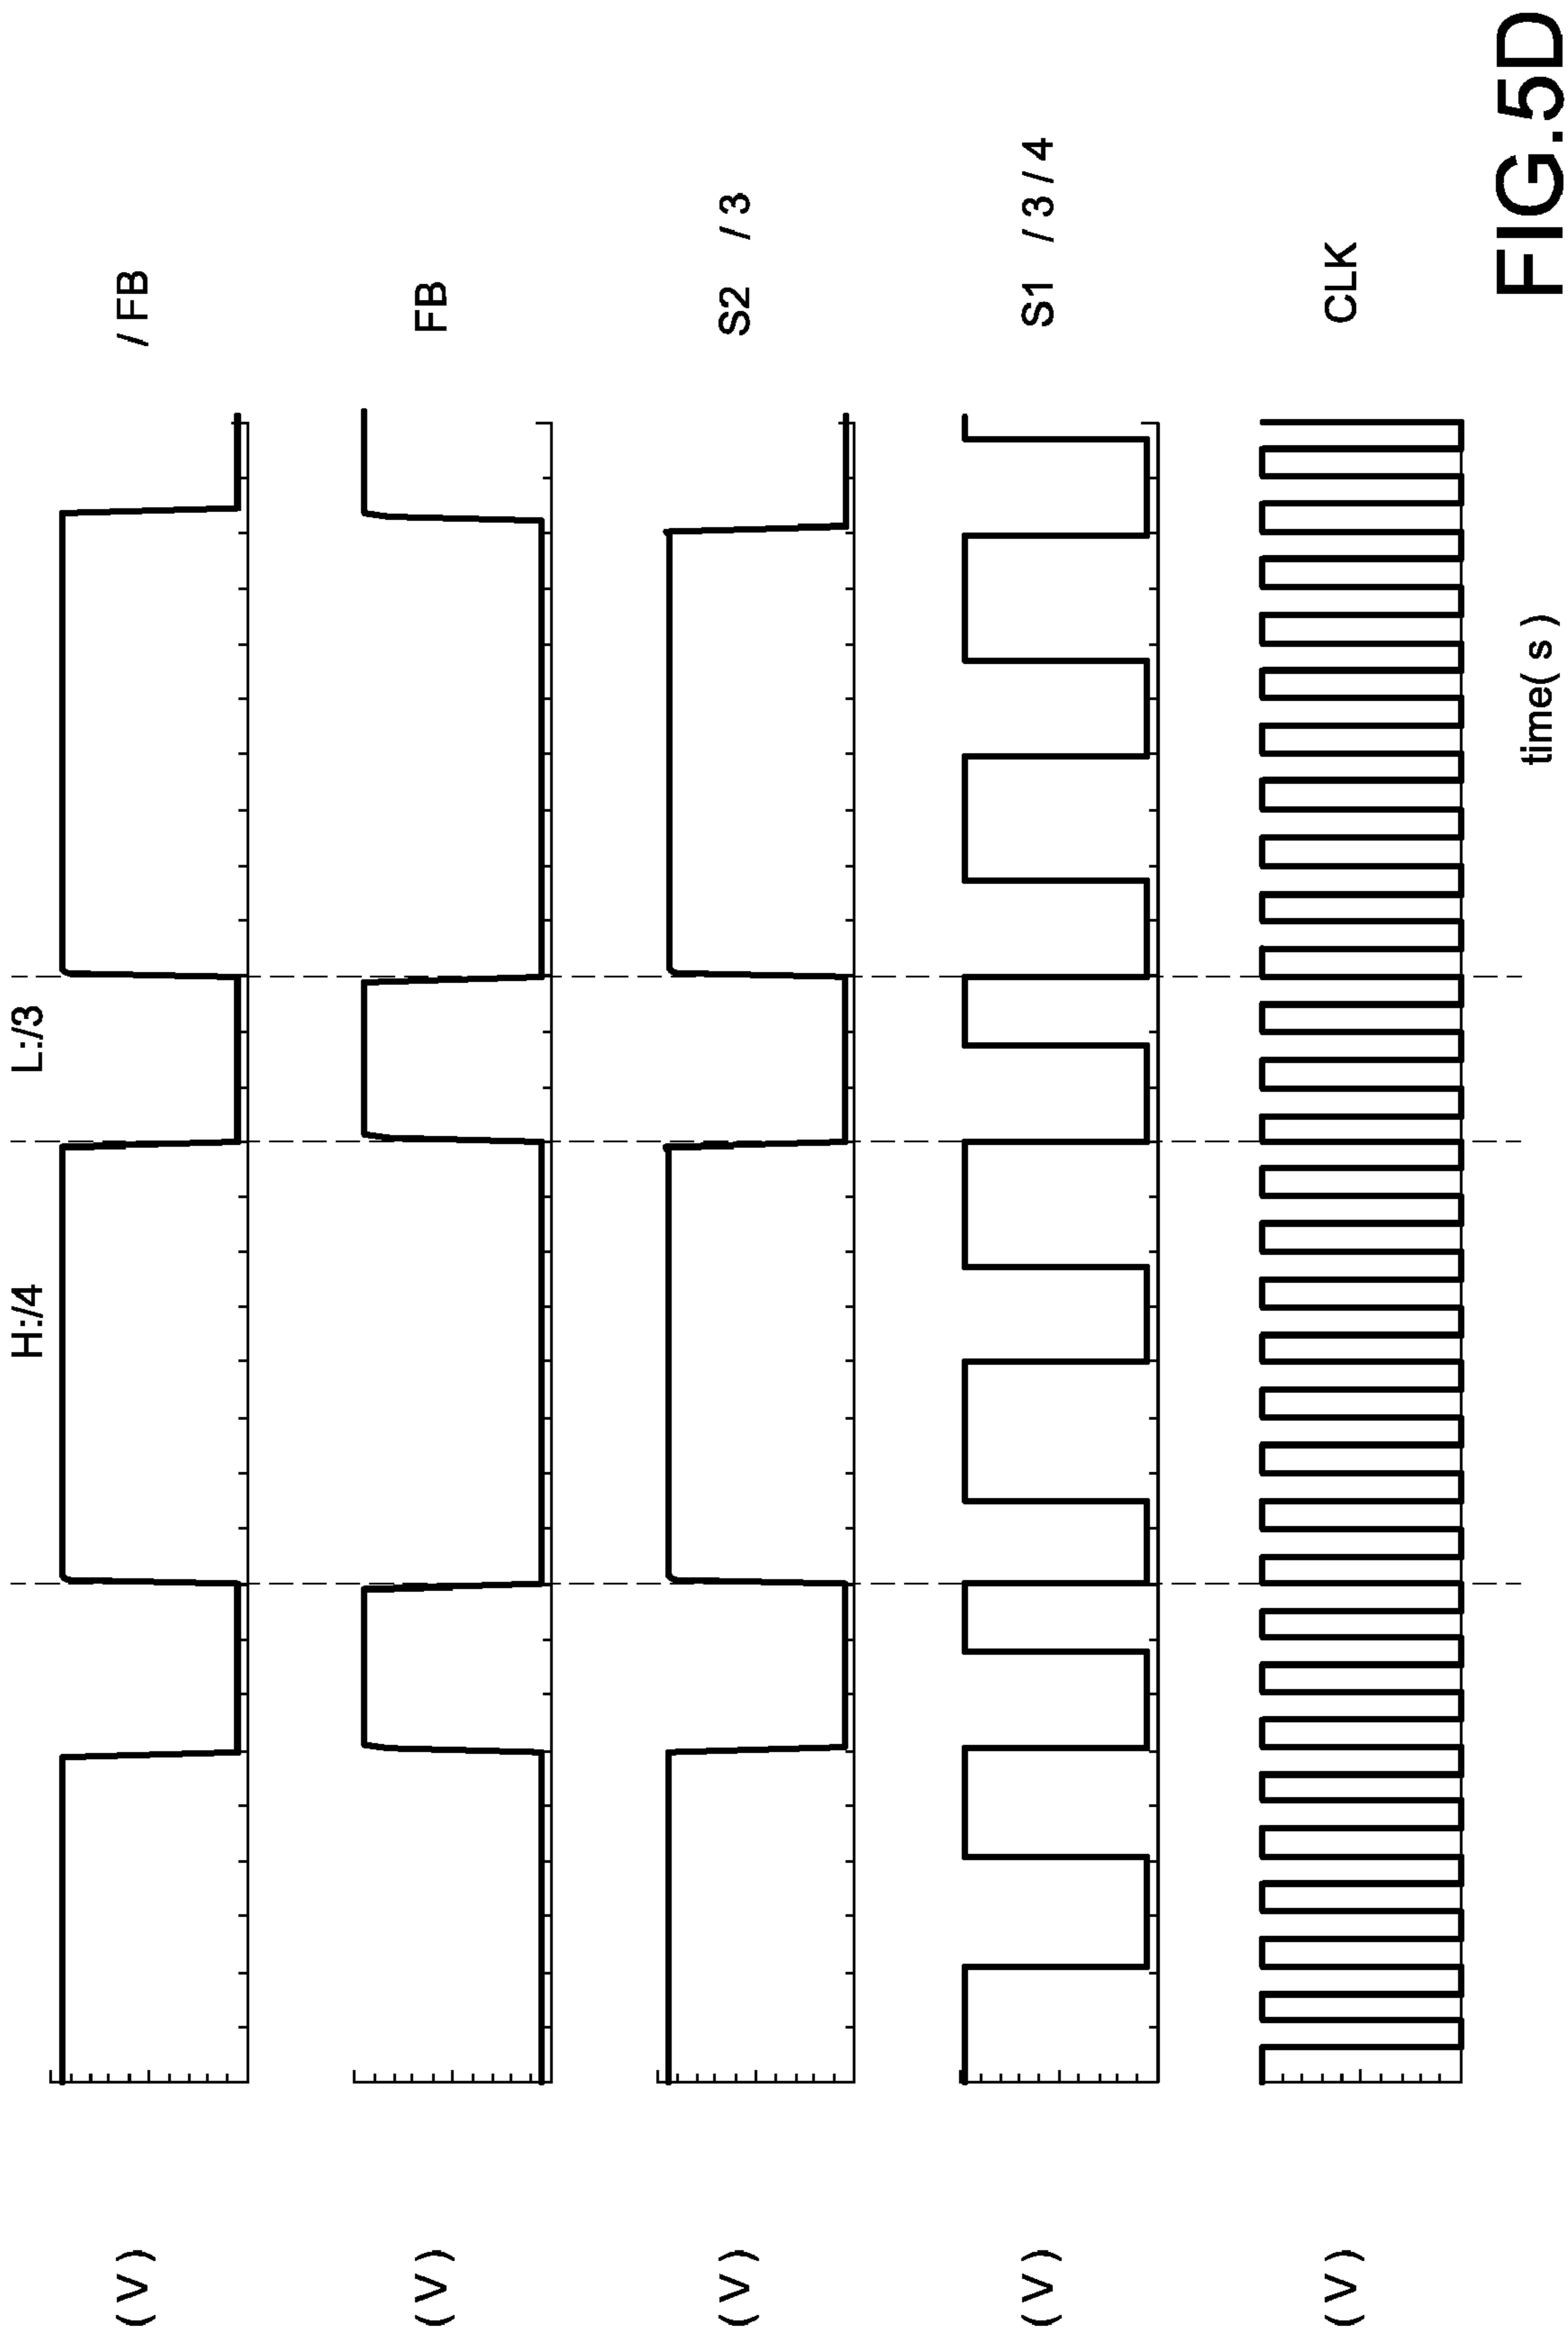 H:/4
L:/3
( V )
/ FB
( V )
FB
( V )
S2 / 3
( V )
S1 / 3 / 4
( V )
CLK
time( s )
FIG.5D